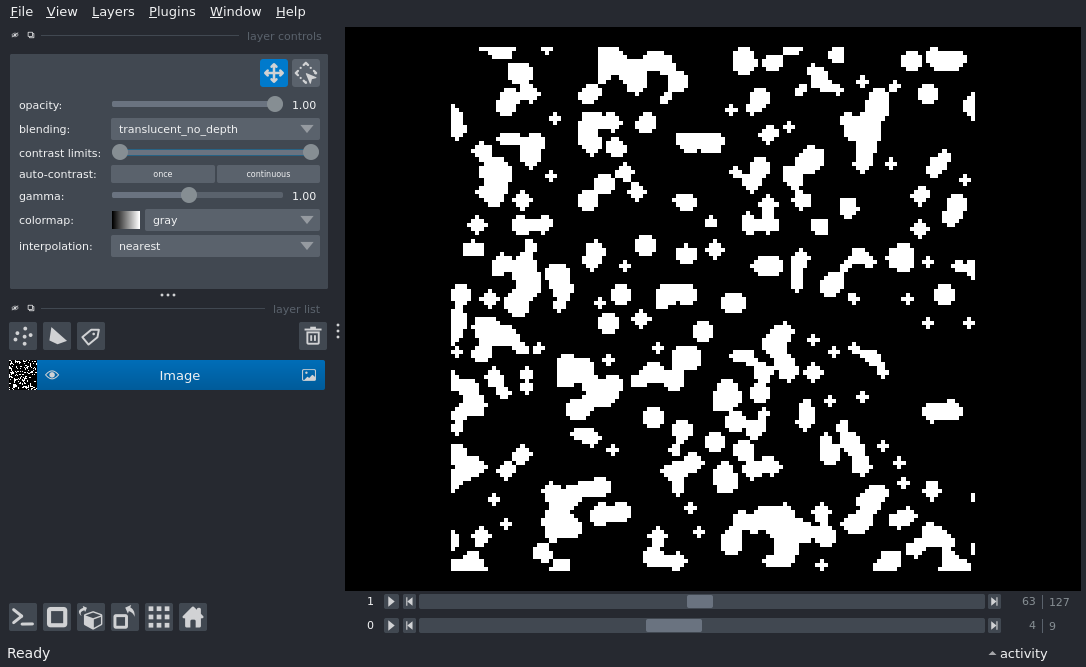 File View Layers Plugins Window Help
layer controls
opacity: 1.00
blending: translucent_no_depth
contrast limits:
auto-contrast: once continuous
gamma: 1.00
colormap: gray
interpolation: nearest
layer list
Image
1 63 127
0 4 9
Ready activity